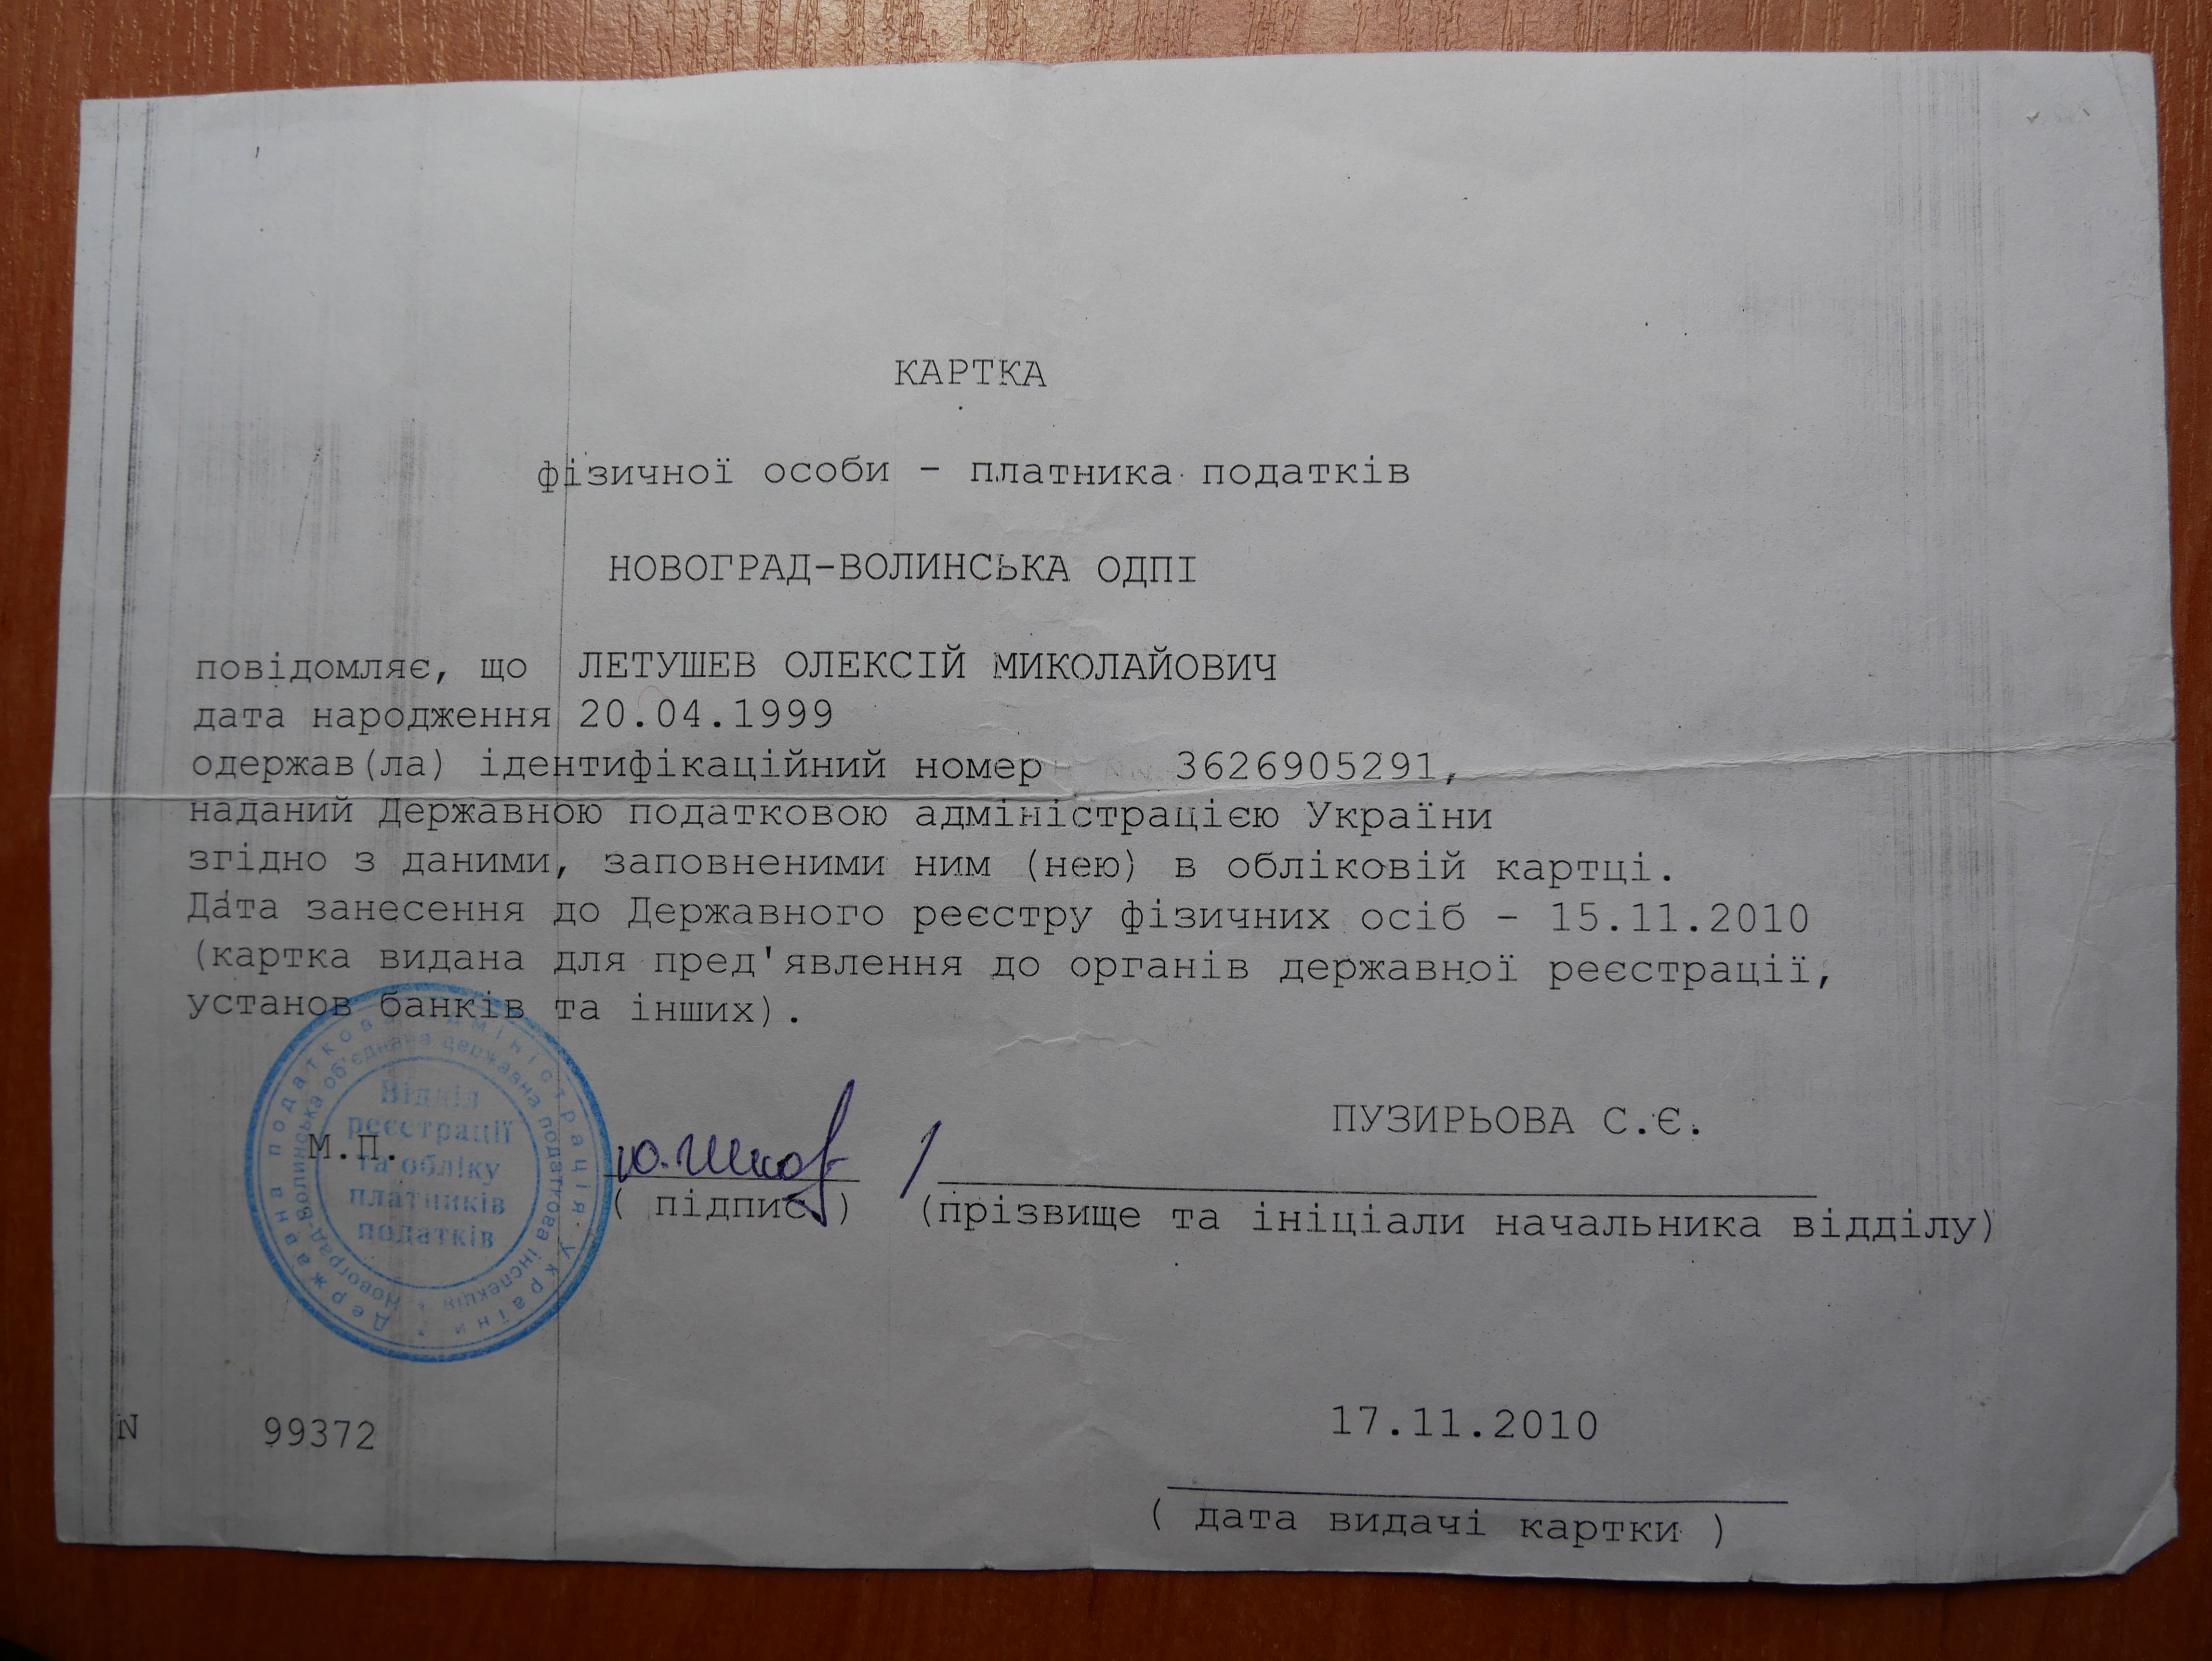 КАРТКА
фізичної особи - платника податків
НОВОГРАД-ВОЛИНСЬКА ОДПІ
повідомляє, що ЛЕТУШЕВ ОЛЕКСІЙ МИКОЛАЙОВИЧ
дата народження 20.04.1999
одержав(ла) ідентифікаційний номер 3626905291,
наданий Державною податковою адміністрацією України
згідно з даними, заповненими ним (нею) в обліковій картці.
Дата занесення до Державного реєстру фізичних осіб - 15.11.2010
(картка видана для пред'явлення до органів державної реєстрації,
установ банків та інших).
Державна податкова адміністрація України
Новоград-Волинська об'єднана державна податкова інспекція
Відділ
реєстрації
та обліку
платників
податків
ПУЗИРЬОВА С.Є.
М.П.
( підпис ) (прізвище та ініціали начальника відділу)
N 99372
17.11.2010
( дата видачі картки )